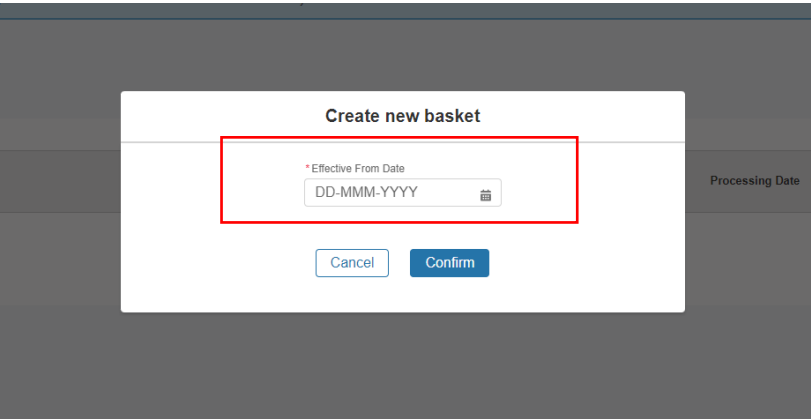 Create new basket
* Effective From Date
DD-MMM-YYYY
Processing Date
Cancel
Confirm